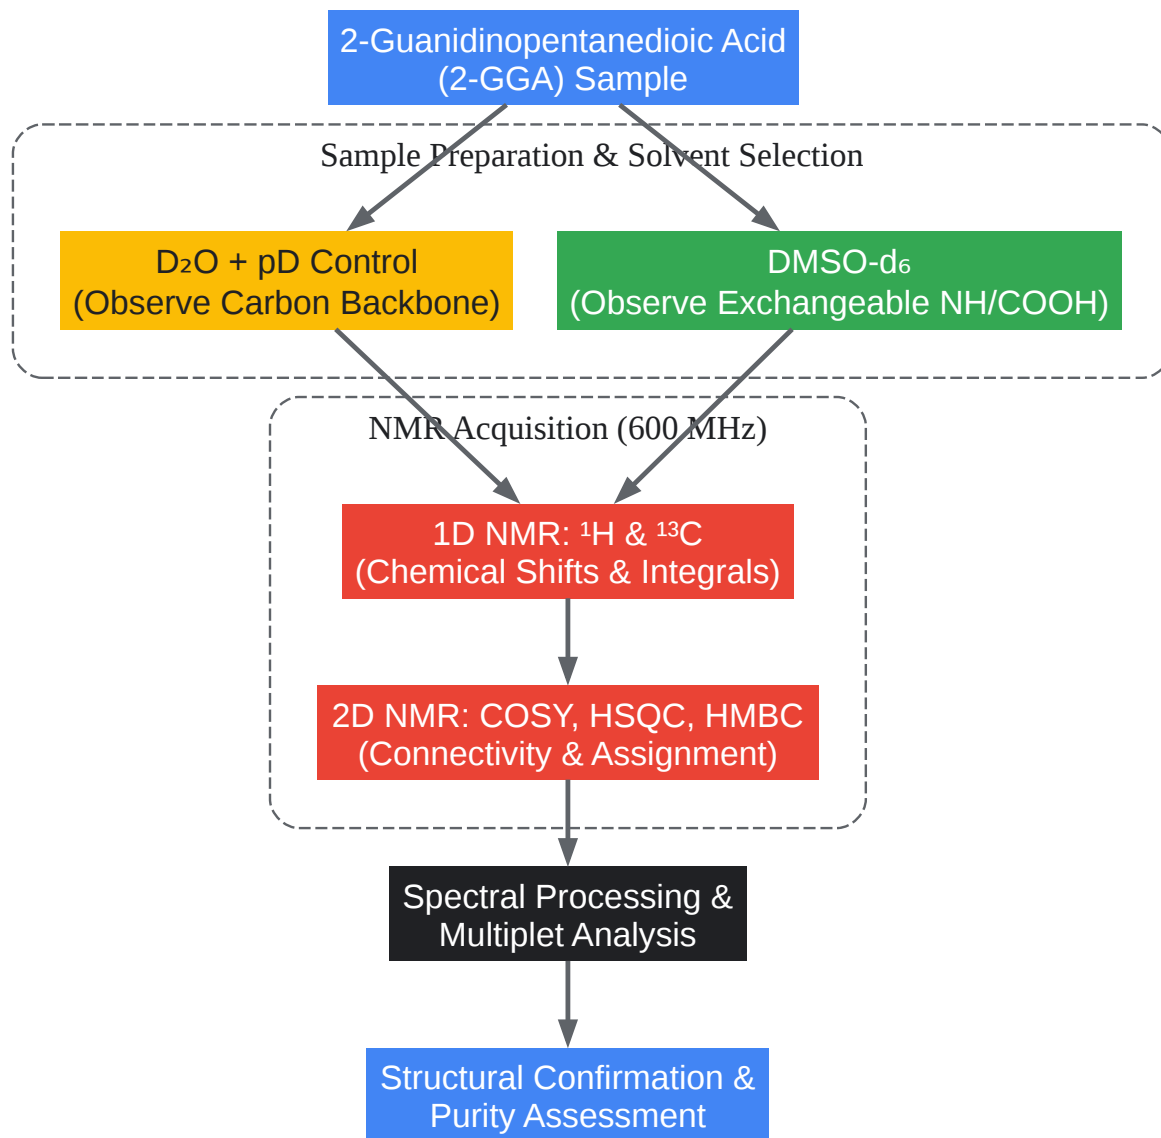 2-Guanidinopentanedioic Acid
(2-GGA) Sample
Sample Preparation & Solvent Selection
D₂O + pD Control
(Observe Carbon Backbone)
DMSO-d₆
(Observe Exchangeable NH/COOH)
NMR Acquisition (600 MHz)
1D NMR: ¹H & ¹³C
(Chemical Shifts & Integrals)
2D NMR: COSY, HSQC, HMBC
(Connectivity & Assignment)
Spectral Processing &
Multiplet Analysis
Structural Confirmation &
Purity Assessment